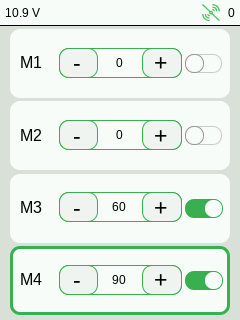 10.9 V 0
M1 - 0 +
M2 - 0 +
M3 - 60 +
M4 - 90 +